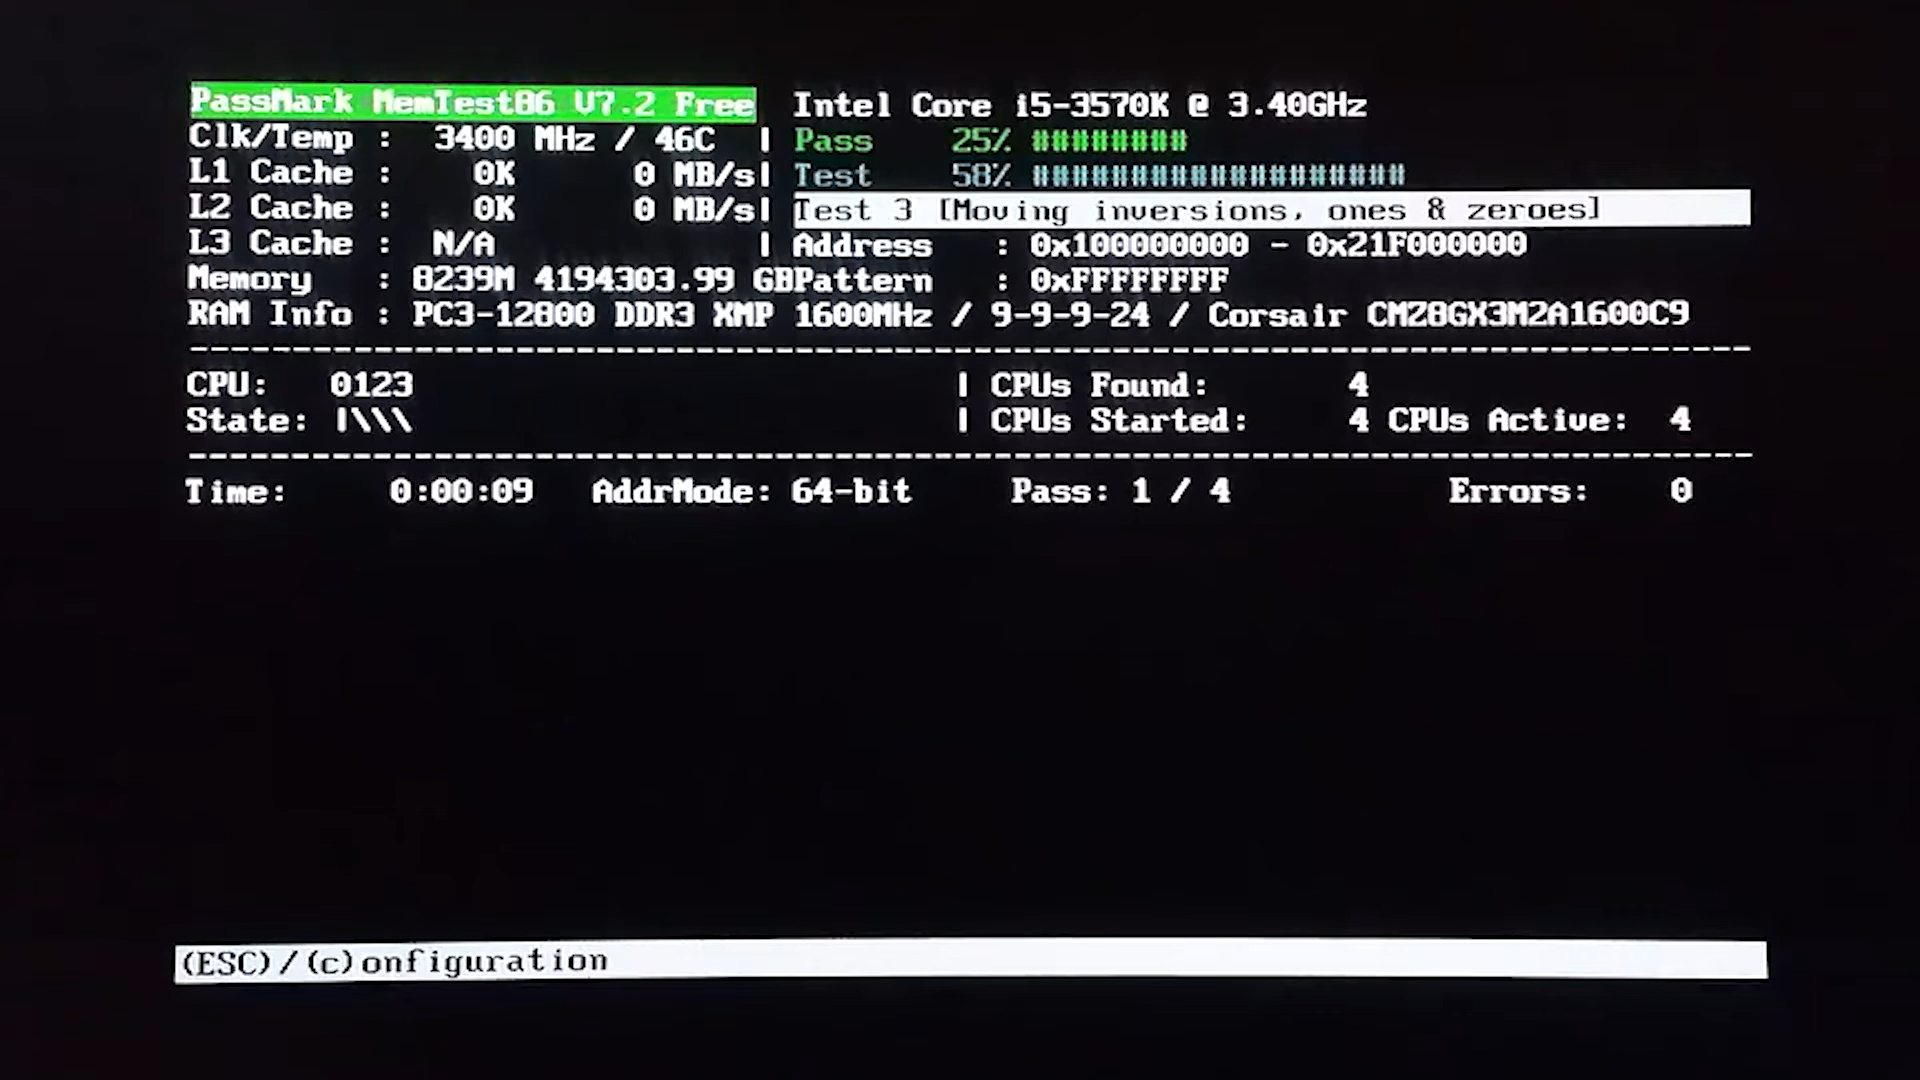 PassMark MemTest86 V7.2 Free Intel Core i5-3570K @ 3.40GHz
Clk/Temp : 3400 MHz / 46C | Pass 25% ########
L1 Cache : 0K 0 MB/s| Test 58% ###################
L2 Cache : 0K 0 MB/s| Test 3 [Moving inversions, ones & zeroes]
L3 Cache : N/A | Address : 0x100000000 - 0x21F000000
Memory : 8239M 4194303.99 GBPattern : 0xFFFFFFFF
RAM Info : PC3-12800 DDR3 XMP 1600MHz / 9-9-9-24 / Corsair CMZ8GX3M2A1600C9
CPU: 0123 | CPUs Found: 4
State: |\\\ | CPUs Started: 4 CPUs Active: 4
Time: 0:00:09 AddrMode: 64-bit Pass: 1 / 4 Errors: 0
(ESC)/(c)onfiguration